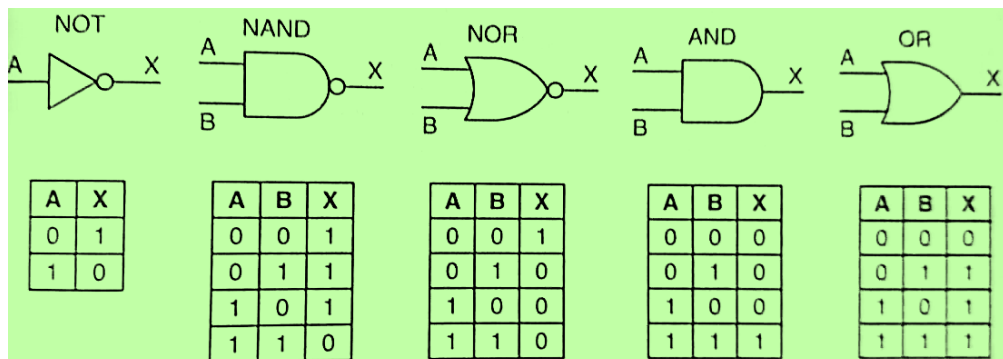 NOT
NAND
NOR
AND
OR
A X
A B X
A B X
A B X
A B X
A X
0 1
1 0
A B X
0 0 1
0 1 1
1 0 1
1 1 0
A B X
0 0 1
0 1 0
1 0 0
1 1 0
A B X
0 0 0
0 1 0
1 0 0
1 1 1
A B X
0 0 0
0 1 1
1 0 1
1 1 1